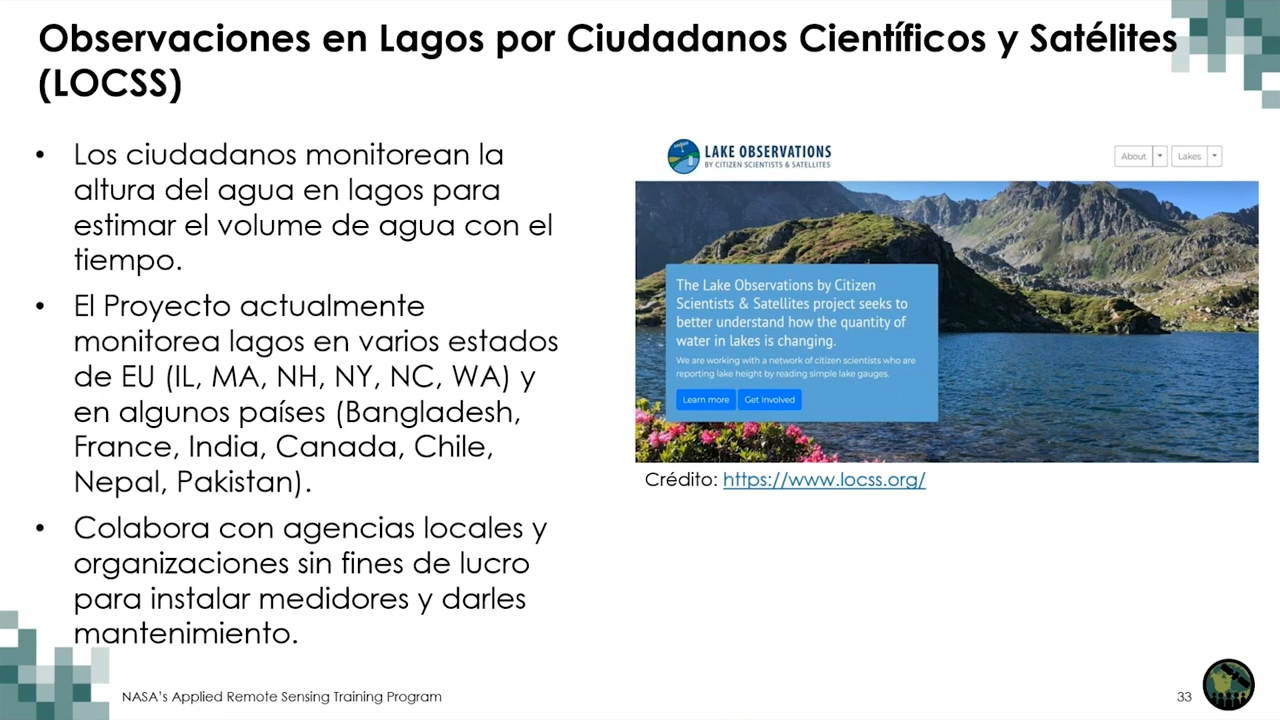 Observaciones en Lagos por Ciudadanos Científicos y Satélites
(LOCSS)
• Los ciudadanos monitorean la
altura del agua en lagos para
estimar el volume de agua con el
tiempo.
• El Proyecto actualmente
monitorea lagos en varios estados
de EU (IL, MA, NH, NY, NC, WA) y
en algunos países (Bangladesh,
France, India, Canada, Chile,
Nepal, Pakistan).
• Colabora con agencias locales y
organizaciones sin fines de lucro
para instalar medidores y darles
mantenimiento.
LAKE OBSERVATIONS
BY CITIZEN SCIENTISTS & SATELLITES
About
Lakes
The Lake Observations by Citizen
Scientists & Satellites project seeks to
better understand how the quantity of
water in lakes is changing.
We are working with a network of citizen scientists who are
reporting lake height by reading simple lake gauges.
Learn more
Get Involved
Crédito: https://www.locss.org/
NASA's Applied Remote Sensing Training Program
33